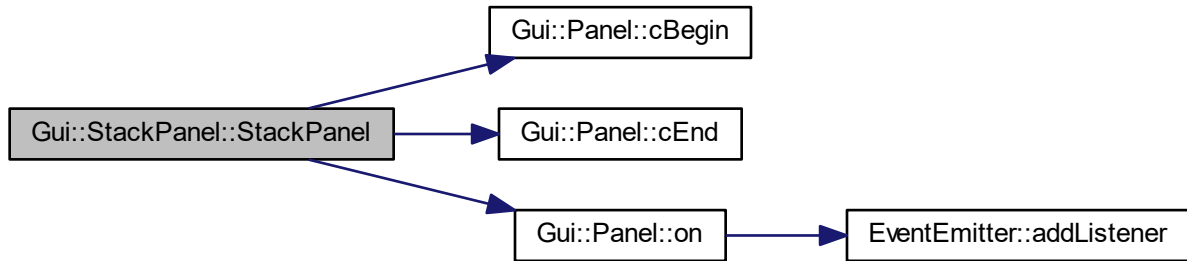 Gui::Panel::cBegin
Gui::StackPanel::StackPanel
Gui::Panel::cEnd
Gui::Panel::on
EventEmitter::addListener